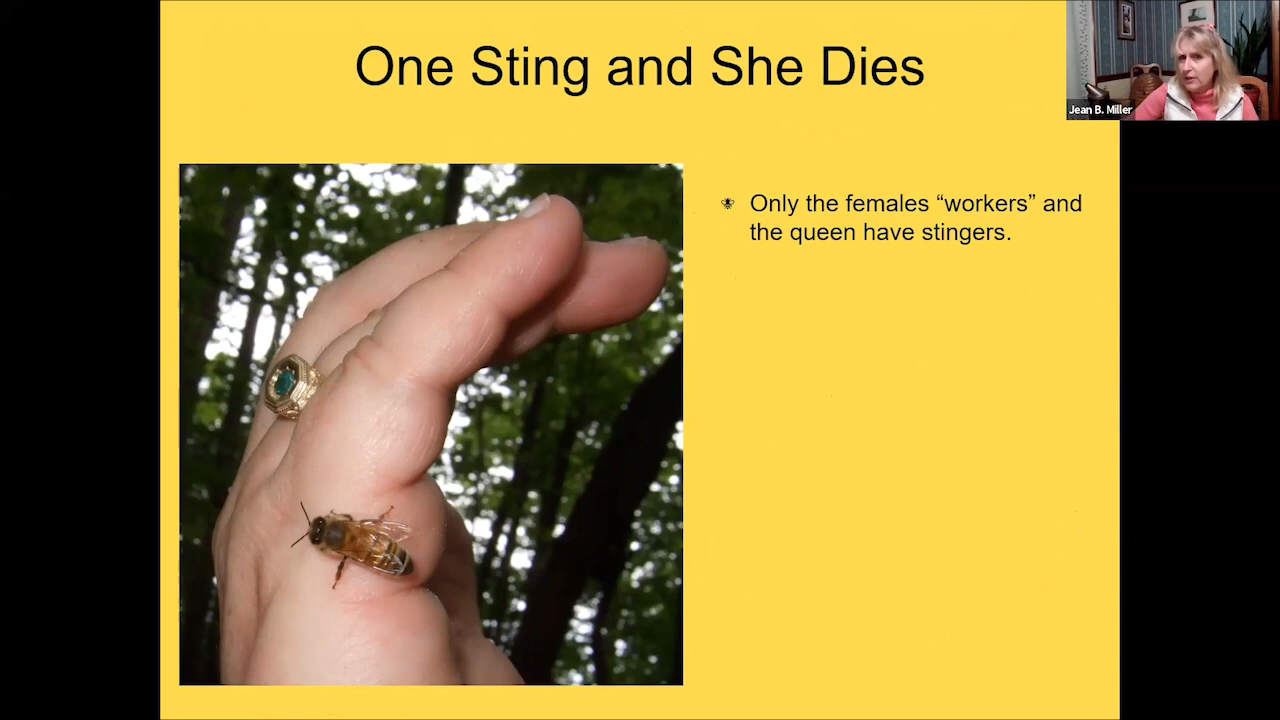 One Sting and She Dies
Jean B. Miller
Only the females “workers” and
the queen have stingers.